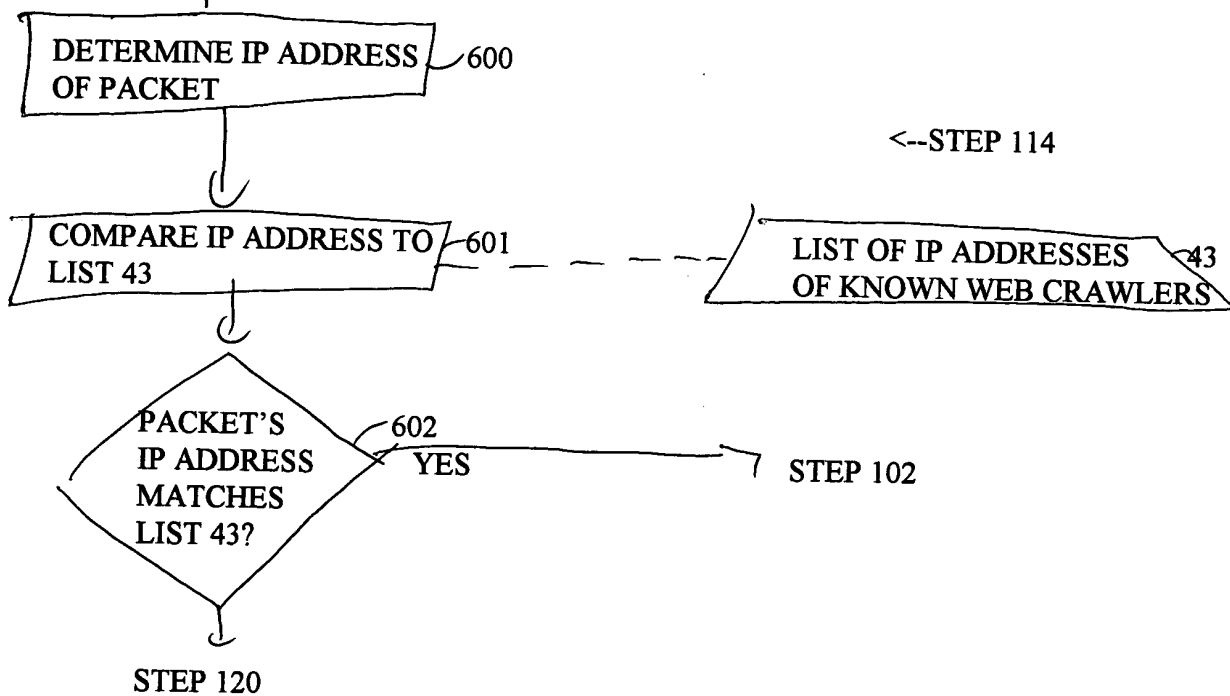 DETERMINE IP ADDRESS
OF PACKET
600
<--STEP 114
COMPARE IP ADDRESS TO
LIST 43
601
LIST OF IP ADDRESSES
OF KNOWN WEB CRAWLERS
43
PACKET'S
IP ADDRESS
MATCHES
LIST 43?
602
YES
STEP 102
STEP 120